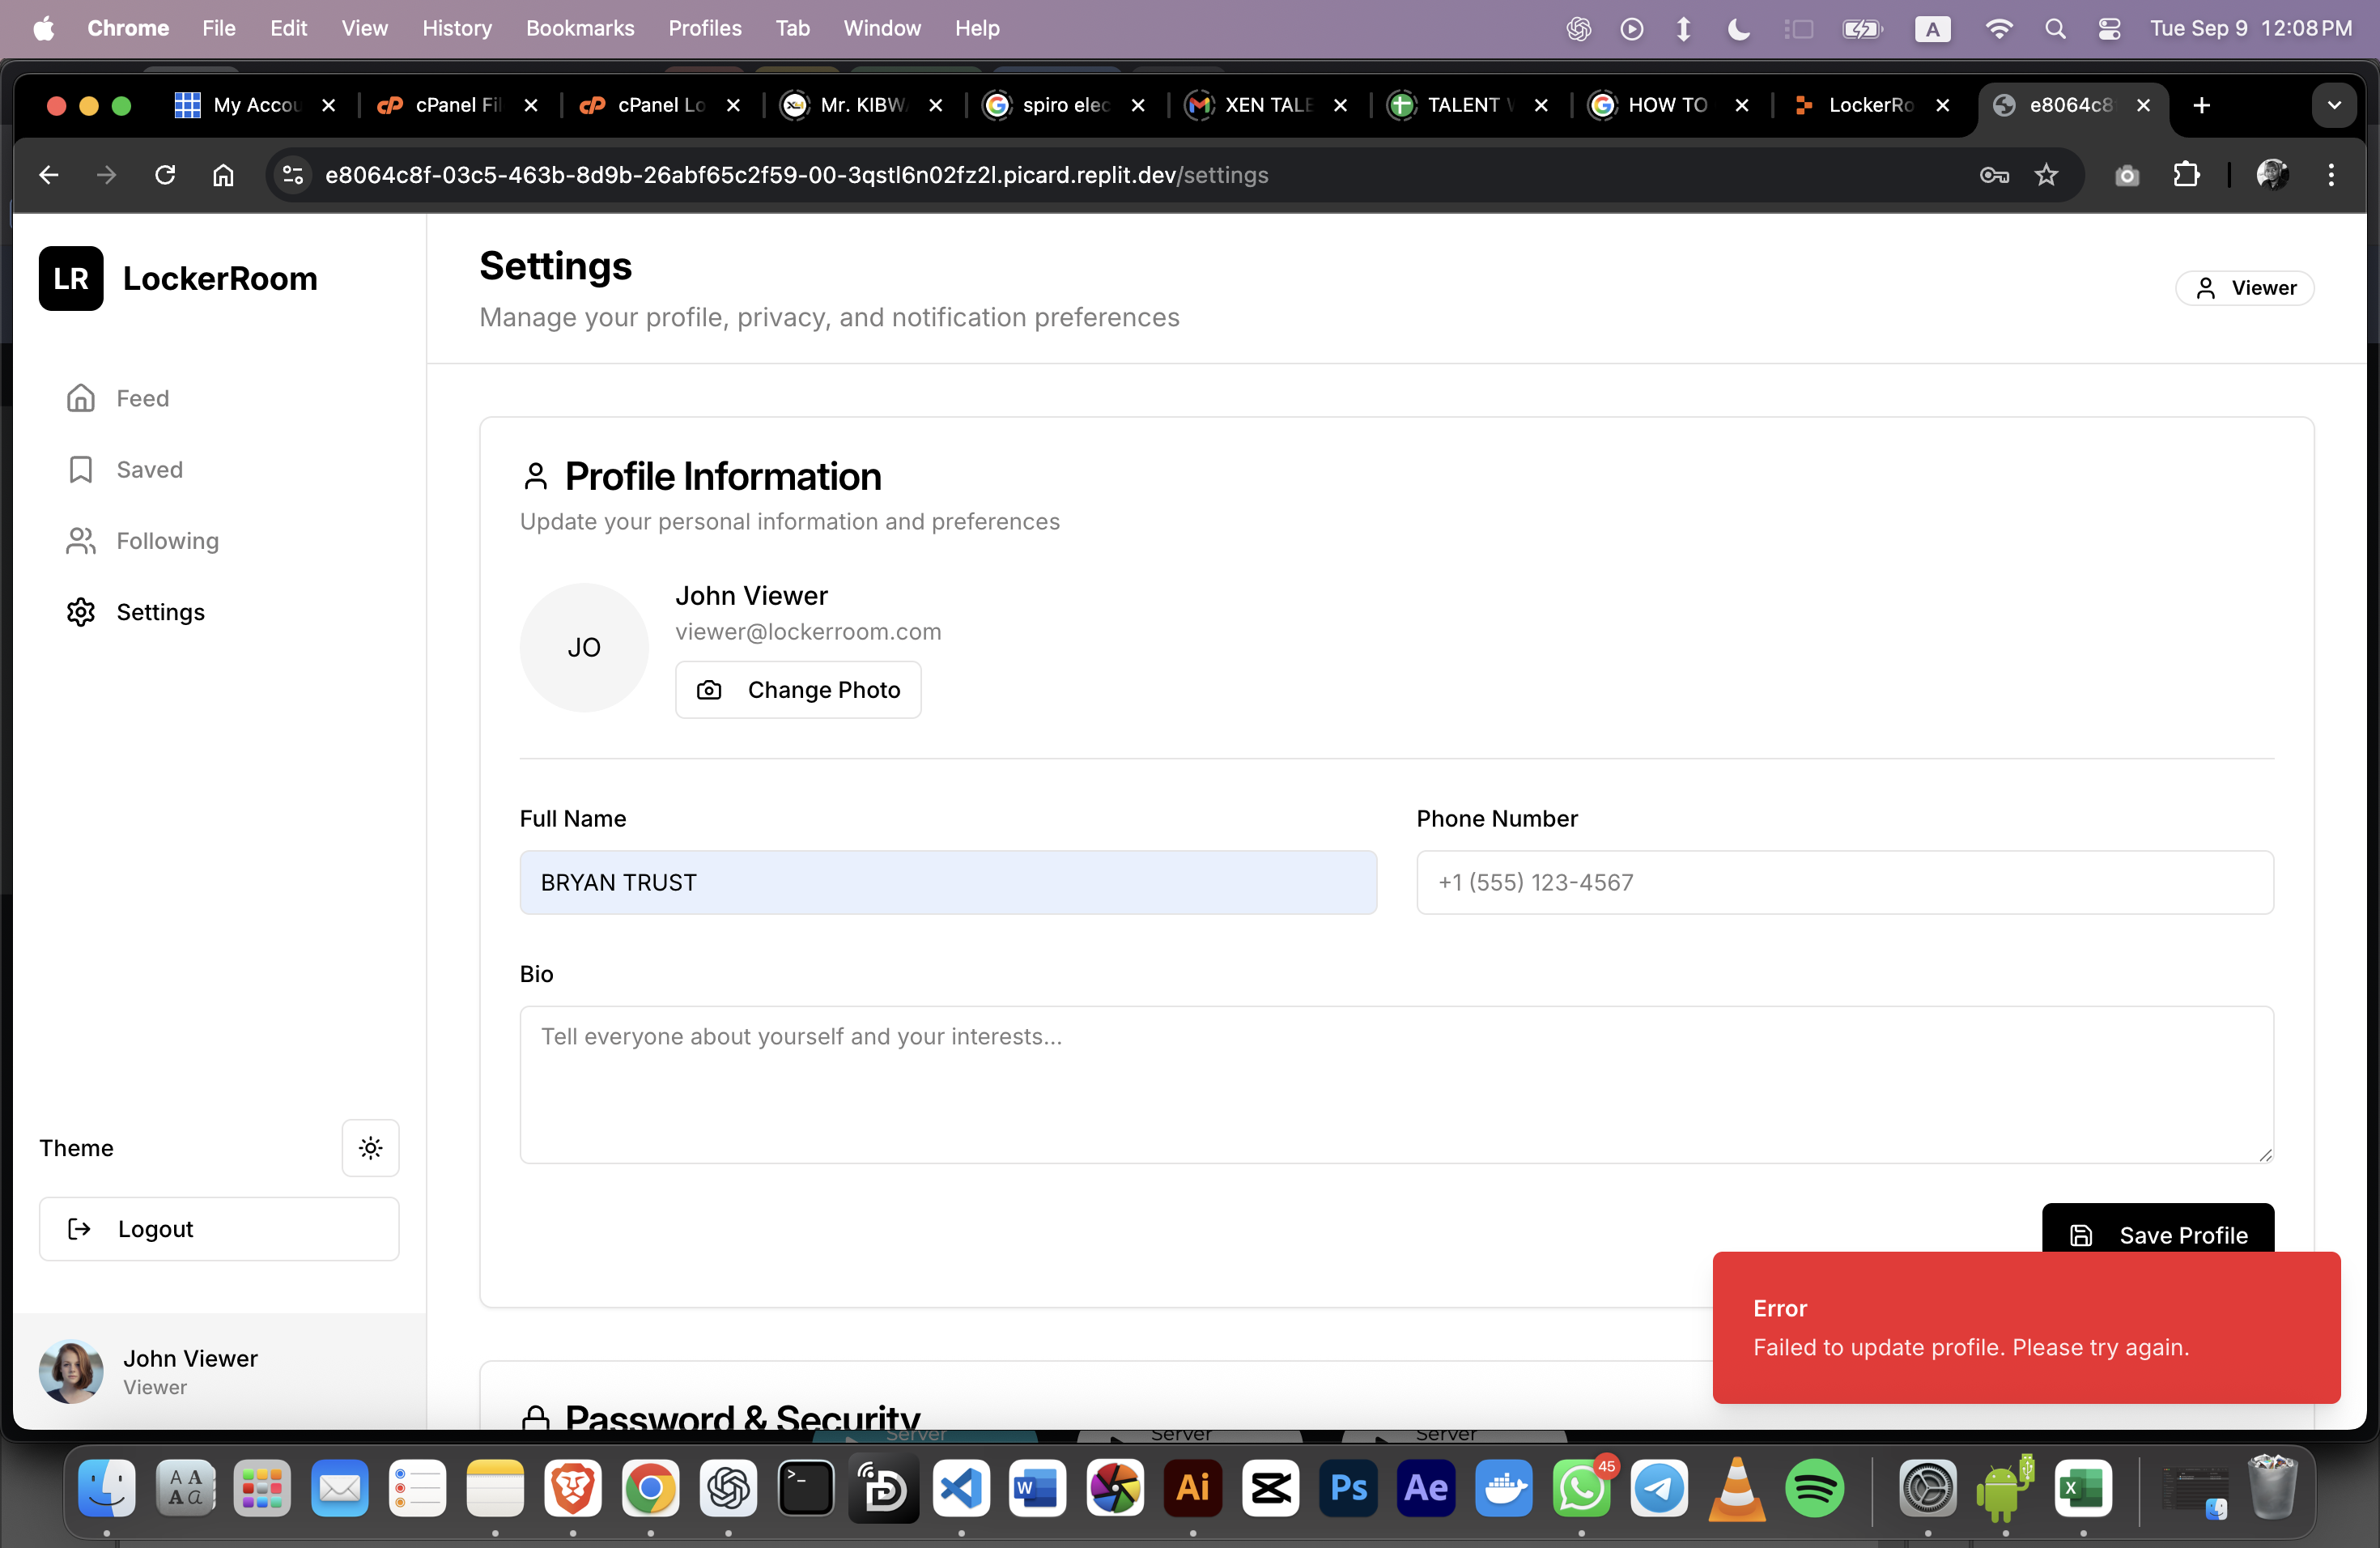 Chrome File Edit View History Bookmarks Profiles Tab Window Help
A
Tue Sep 9 12:08 PM
My Accou
cPanel Fil
cPanel Lo
Mr. KIBW
spiro elec
XEN TALE
TALENT
HOW TO
LockerRo
e8064c8
e8064c8f-03c5-463b-8d9b-26abf65c2f59-00-3qstl6n02fz2l.picard.replit.dev/settings
LR LockerRoom
Feed
Saved
Following
Settings
Theme
Logout
John Viewer
Viewer
Settings
Manage your profile, privacy, and notification preferences
Viewer
Profile Information
Update your personal information and preferences
JO
John Viewer
viewer@lockerroom.com
Change Photo
Full Name
BRYAN TRUST
Phone Number
+1 (555) 123-4567
Bio
Tell everyone about yourself and your interests...
Save Profile
Error
Failed to update profile. Please try again.
Password & Security
Server
Server
Server
A A
A a
>_
D
W
Ai
Ps
Ae
45
X